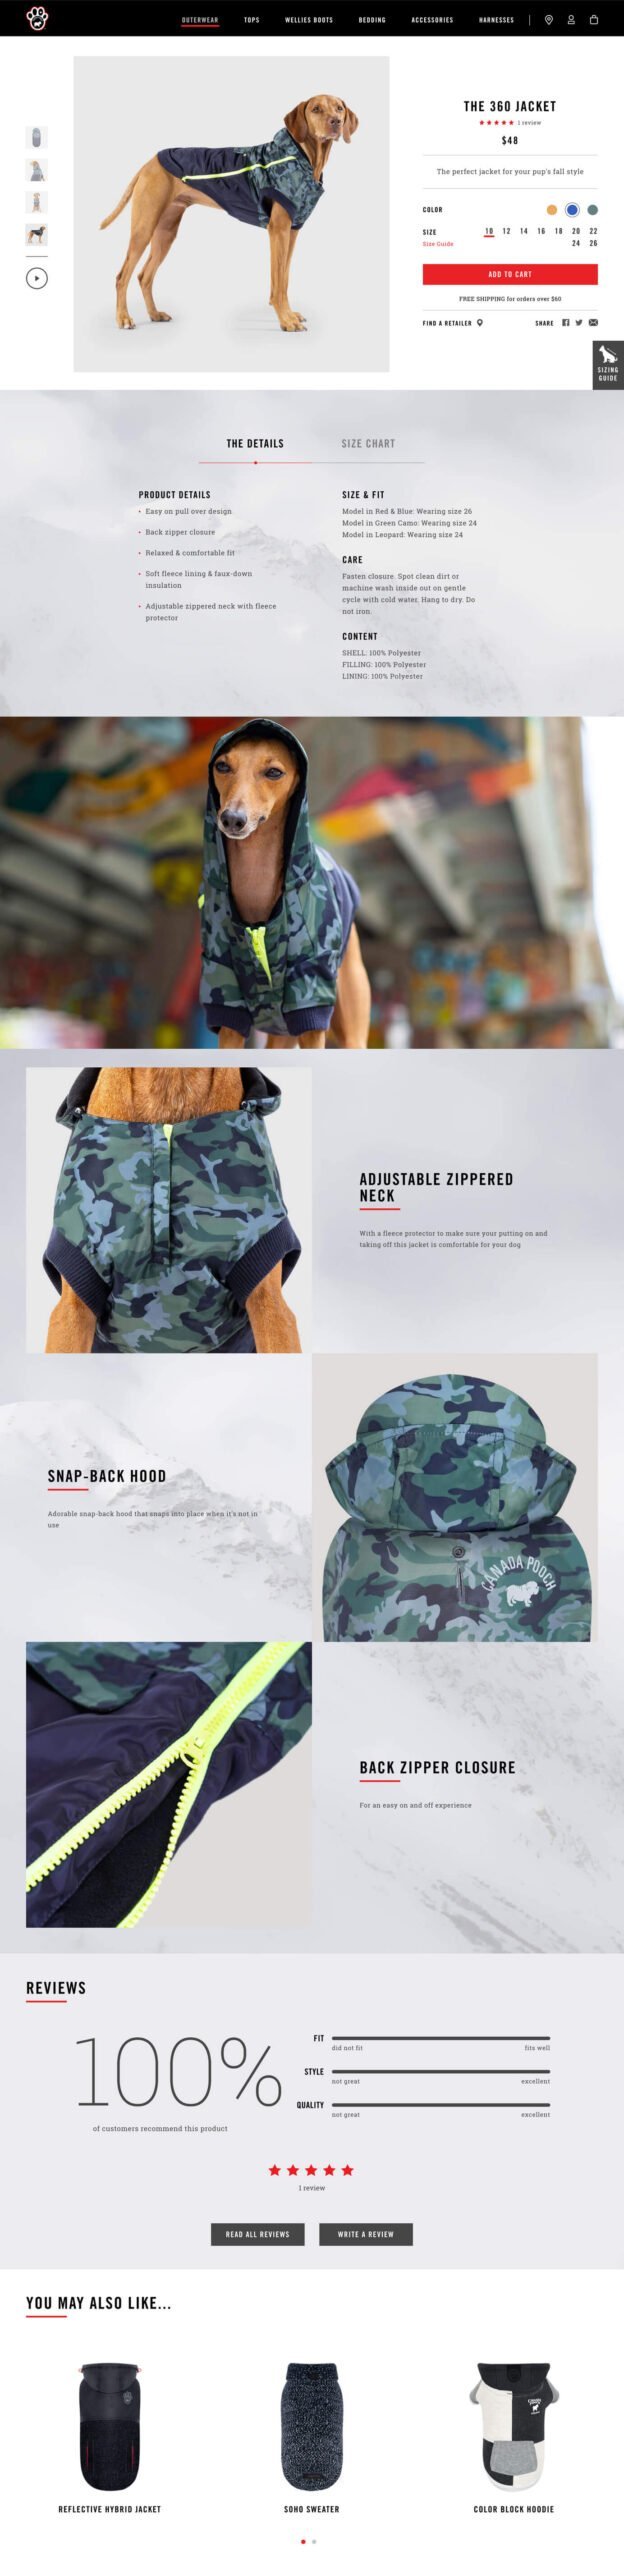 OUTERWEAR TOPS WELLIES BOOTS BEDDING ACCESSORIES HARNESSES
THE 360 JACKET
1 review
$48
The perfect jacket for your pup's fall style
COLOR
SIZE 10 12 14 16 18 20 22
Size Guide 24 26
ADD TO CART
FREE SHIPPING for orders over $60
FIND A RETAILER SHARE
SIZING
GUIDE
THE DETAILS SIZE CHART
PRODUCT DETAILS
Easy on pull over design
Back zipper closure
Relaxed & comfortable fit
Soft fleece lining & faux-down
insulation
Adjustable zippered neck with fleece
protector
SIZE & FIT
Model in Red & Blue: Wearing size 26
Model in Green Camo: Wearing size 24
Model in Leopard: Wearing size 24
CARE
Fasten closure. Spot clean dirt or
machine wash inside out on gentle
cycle with cold water. Hang to dry. Do
not iron.
CONTENT
SHELL: 100% Polyester
FILLING: 100% Polyester
LINING: 100% Polyester
ADJUSTABLE ZIPPERED
NECK
With a fleece protector to make sure your putting on and
taking off this jacket is comfortable for your dog
SNAP-BACK HOOD
Adorable snap-back hood that snaps into place when it's not in
use
CANADA POOCH
BACK ZIPPER CLOSURE
For an easy on and off experience
REVIEWS
100%
of customers recommend this product
FIT
did not fit fits well
STYLE
not great excellent
QUALITY
not great excellent
1 review
READ ALL REVIEWS WRITE A REVIEW
YOU MAY ALSO LIKE...
REFLECTIVE HYBRID JACKET SOHO SWEATER COLOR BLOCK HOODIE